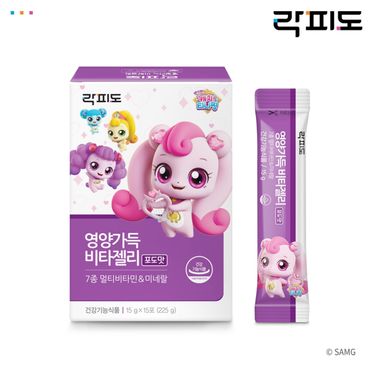 락피도
락피도
캐치!
티니핑
영양가득
비타젤리 포도맛
7종 멀티비타민&미네랄
건강기능식품 | 15 g×15포 (225 g)
건강
기능식품
락피도
영양가득 비타젤리
포도맛
© SAMG